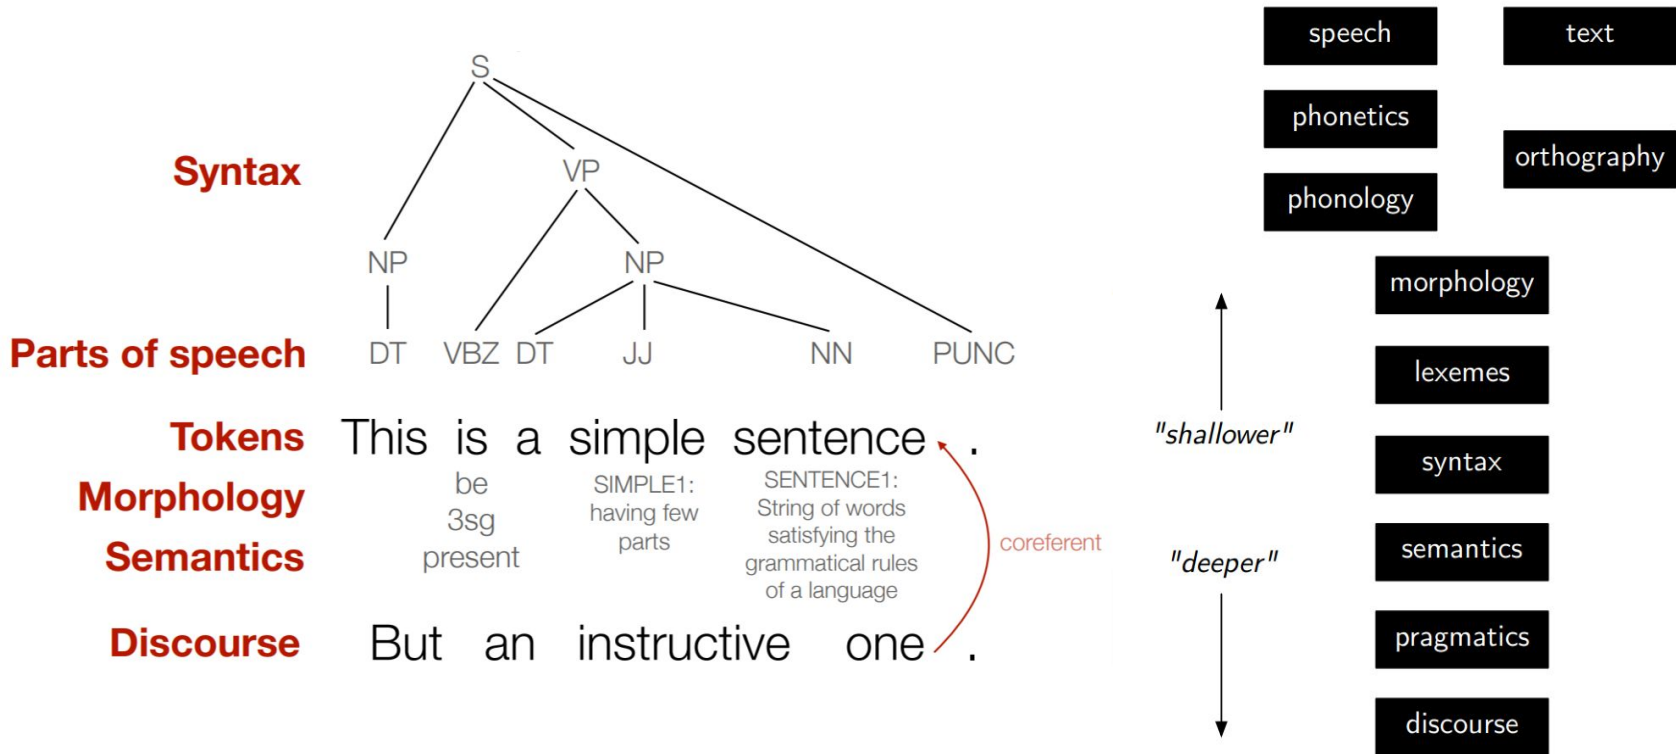 S
Syntax
VP
NP
NP
Parts of speech
DT VBZ DT JJ NN PUNC
Tokens
This is a simple sentence .
Morphology
Semantics
be
3sg
present
SIMPLE1:
having few
parts
SENTENCE1:
String of words
satisfying the
grammatical rules
of a language
coreferent
Discourse
But an instructive one .
speech
text
phonetics
orthography
phonology
morphology
lexemes
"shallower"
syntax
semantics
"deeper"
pragmatics
discourse